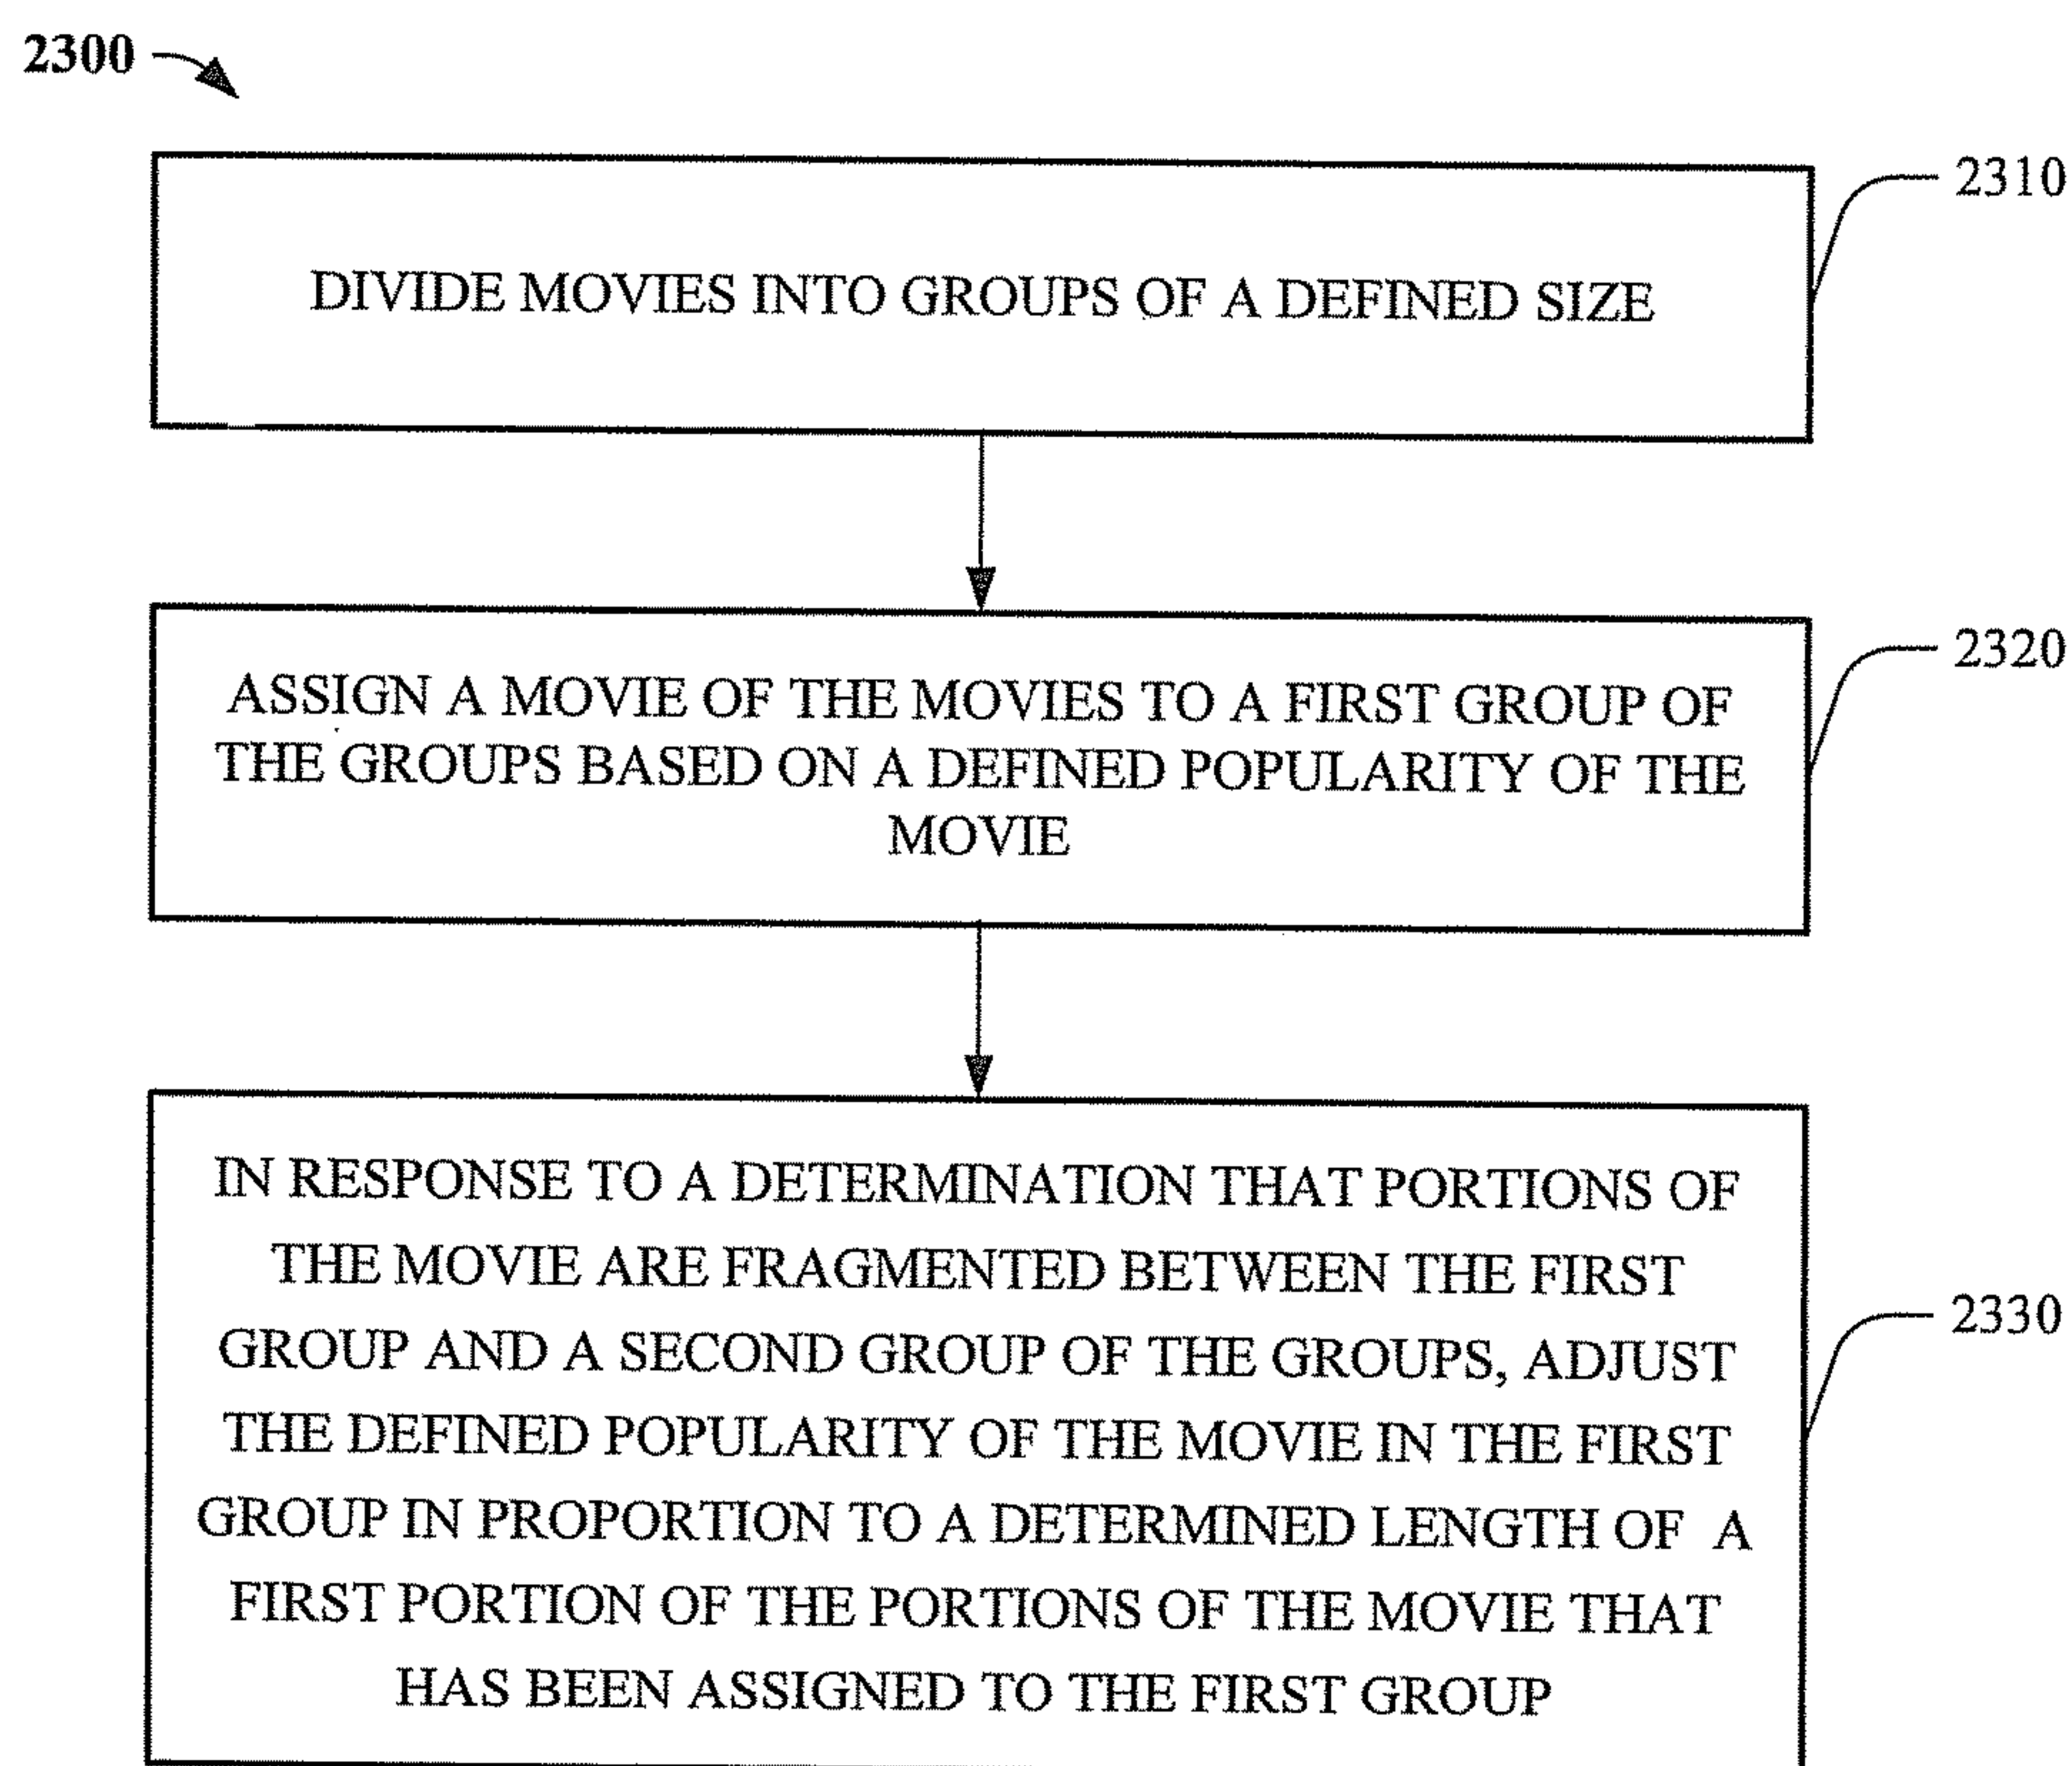 2300
2310
DIVIDE MOVIES INTO GROUPS OF A DEFINED SIZE
2320
ASSIGN A MOVIE OF THE MOVIES TO A FIRST GROUP OF
THE GROUPS BASED ON A DEFINED POPULARITY OF THE
MOVIE
IN RESPONSE TO A DETERMINATION THAT PORTIONS OF
THE MOVIE ARE FRAGMENTED BETWEEN THE FIRST
2330
GROUP AND A SECOND GROUP OF THE GROUPS, ADJUST
THE DEFINED POPULARITY OF THE MOVIE IN THE FIRST
GROUP IN PROPORTION TO A DETERMINED LENGTH OF A
FIRST PORTION OF THE PORTIONS OF THE MOVIE THAT
HAS BEEN ASSIGNED TO THE FIRST GROUP